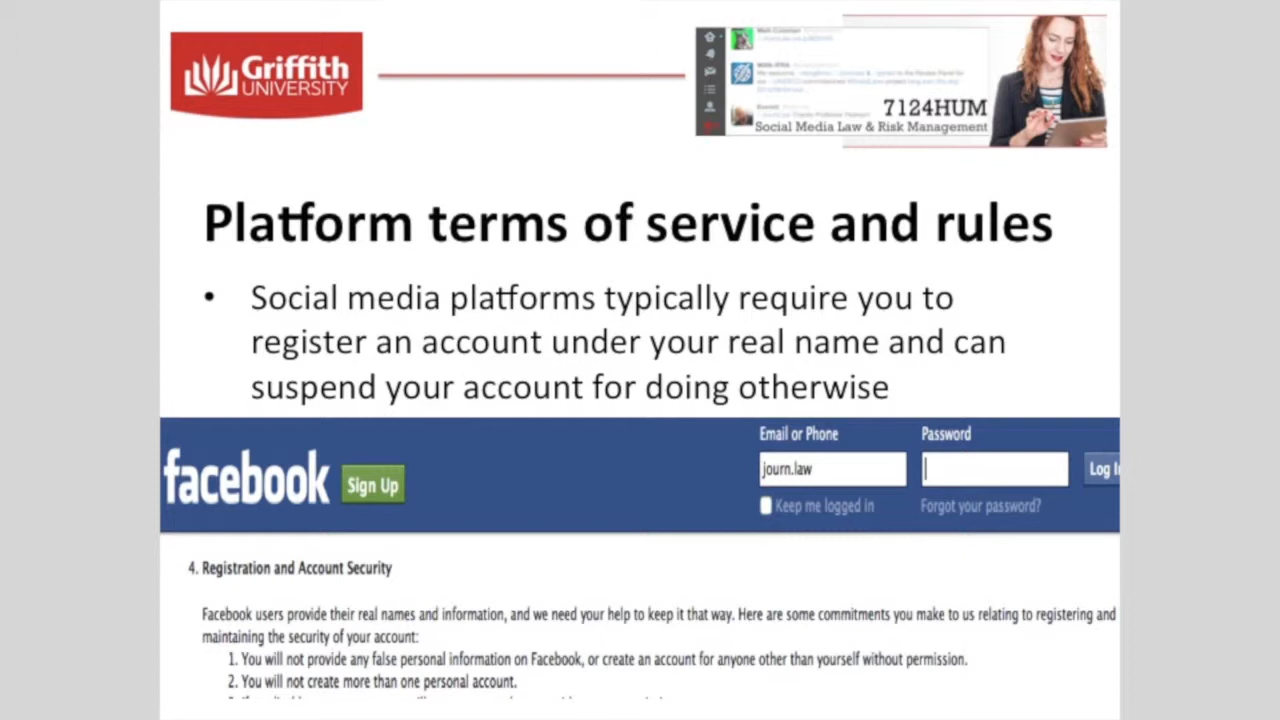 Griffith
UNIVERSITY
7124HUM
Social Media Law & Risk Management
Platform terms of service and rules
• Social media platforms typically require you to
register an account under your real name and can
suspend your account for doing otherwise
Email or Phone Password
facebook Sign Up journ.law Log In
Keep me logged in Forgot your password?
4. Registration and Account Security
Facebook users provide their real names and information, and we need your help to keep it that way. Here are some commitments you make to us relating to registering and
maintaining the security of your account:
1. You will not provide any false personal information on Facebook, or create an account for anyone other than yourself without permission.
2. You will not create more than one personal account.